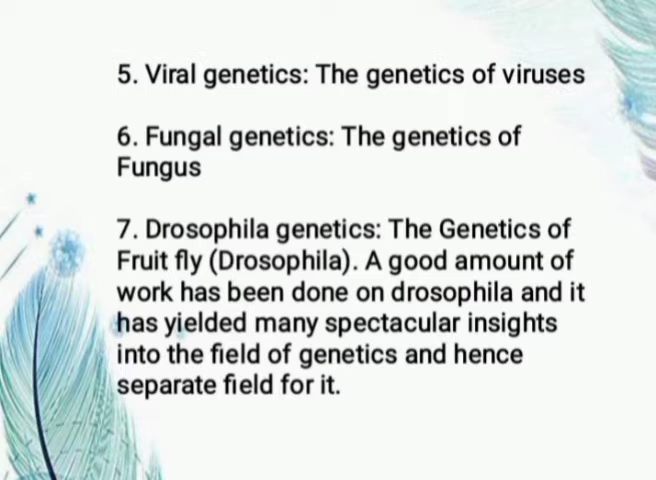 5. Viral genetics: The genetics of viruses
6. Fungal genetics: The genetics of
Fungus
7. Drosophila genetics: The Genetics of
Fruit fly (Drosophila). A good amount of
work has been done on drosophila and it
has yielded many spectacular insights
into the field of genetics and hence
separate field for it.